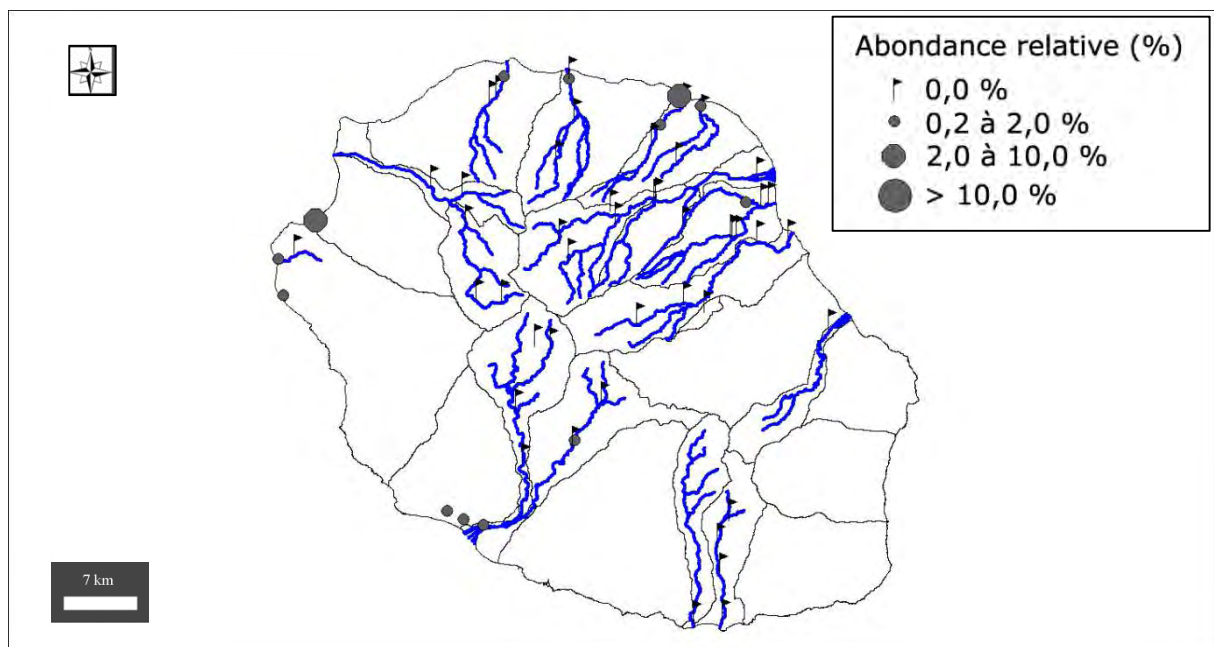 Abondance relative (%)
0,0 %
0,2 à 2,0 %
2,0 à 10,0 %
> 10,0 %
7 km